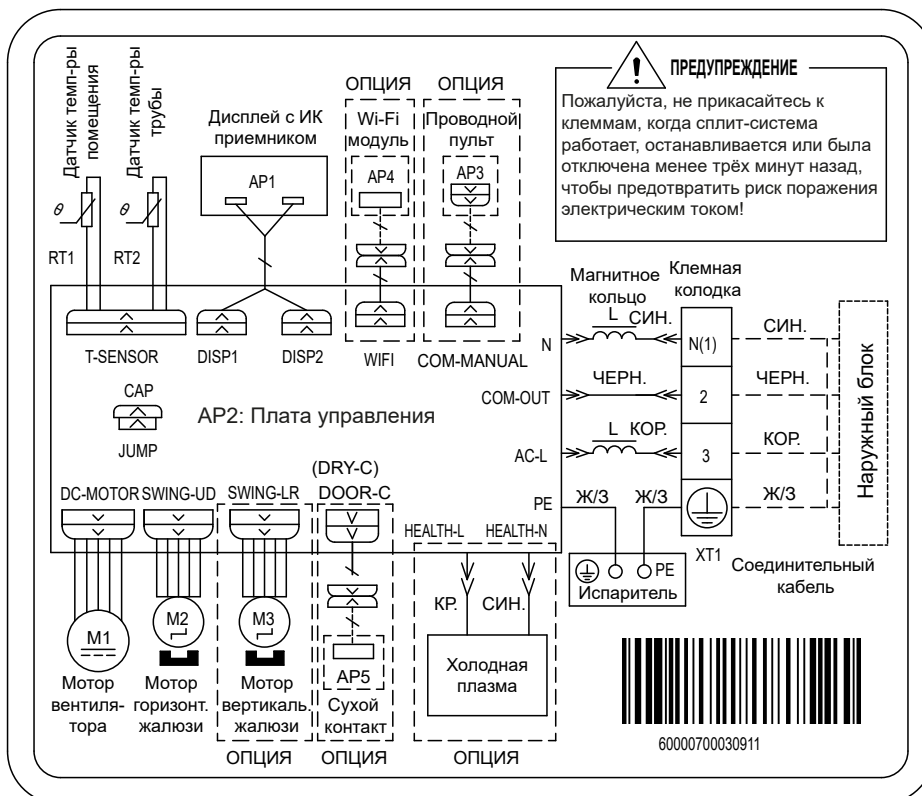 Датчик темп-ры
помещения
Датчик темп-ры
трубы
Дисплей с ИК
приемником
AP1
ОПЦИЯ
Wi-Fi
модуль
AP4
ОПЦИЯ
Проводной
пульт
AP3
ПРЕДУПРЕЖДЕНИЕ
Пожалуйста, не прикасайтесь к
клеммам, когда сплит-система
работает, останавливается или была
отключена менее трёх минут назад,
чтобы предотвратить риск поражения
электрическим током!
θ
θ
RT1
RT2
T-SENSOR
DISP1
DISP2
WIFI
COM-MANUAL
Магнитное
кольцо
Клемная
колодка
N
L
СИН.
N(1)
СИН.
COM-OUT
ЧЕРН.
2
ЧЕРН.
AC-L
L
КОР.
3
КОР.
PE
Ж/З
Ж/З
Ж/З
XT1
Наружный блок
Соединительный
кабель
PE
Испаритель
CAP
JUMP
AP2: Плата управления
DC-MOTOR
SWING-UD
SWING-LR
(DRY-C)
DOOR-C
HEALTH-L
HEALTH-N
КР.
СИН.
Холодная
плазма
ОПЦИЯ
M1
Мотор
вентиля-
тора
M2
Мотор
горизонт.
жалюзи
M3
Мотор
вертикаль.
жалюзи
ОПЦИЯ
AP5
Сухой
контакт
ОПЦИЯ
60000700030911